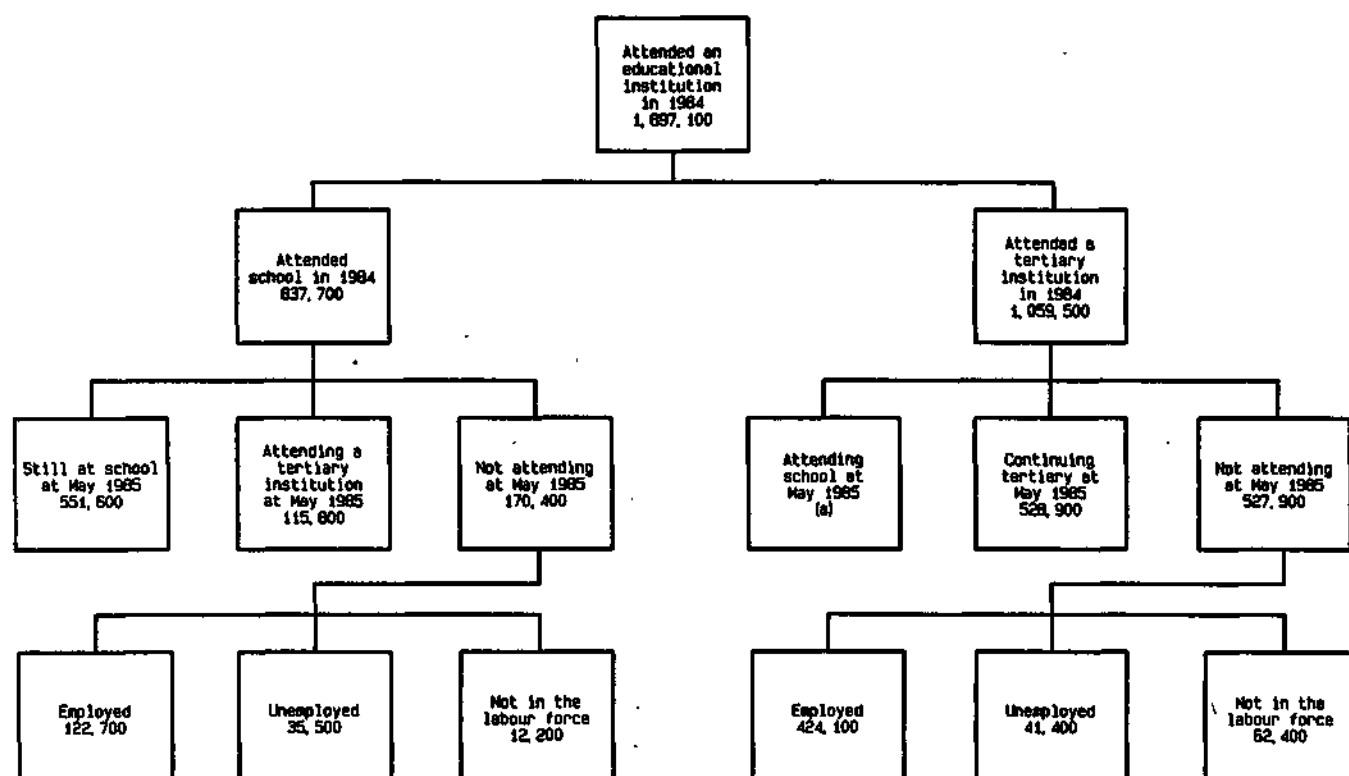 Attended an
educational
institution
in 1984
1,897,100
Attended
school in 1984
837,700
Attended a
tertiary
institution
in 1984
1,059,500
Still at school
at May 1985
551,600
Attending a
tertiary
institution
at May 1985
115,800
Not attending
at May 1985
170,400
Attending
school at
May 1985
(a)
Continuing
tertiary at
May 1985
528,900
Not attending
at May 1985
527,900
Employed
122,700
Unemployed
35,500
Not in the
labour force
12,200
Employed
424,100
Unemployed
41,400
Not in the
labour force
62,400